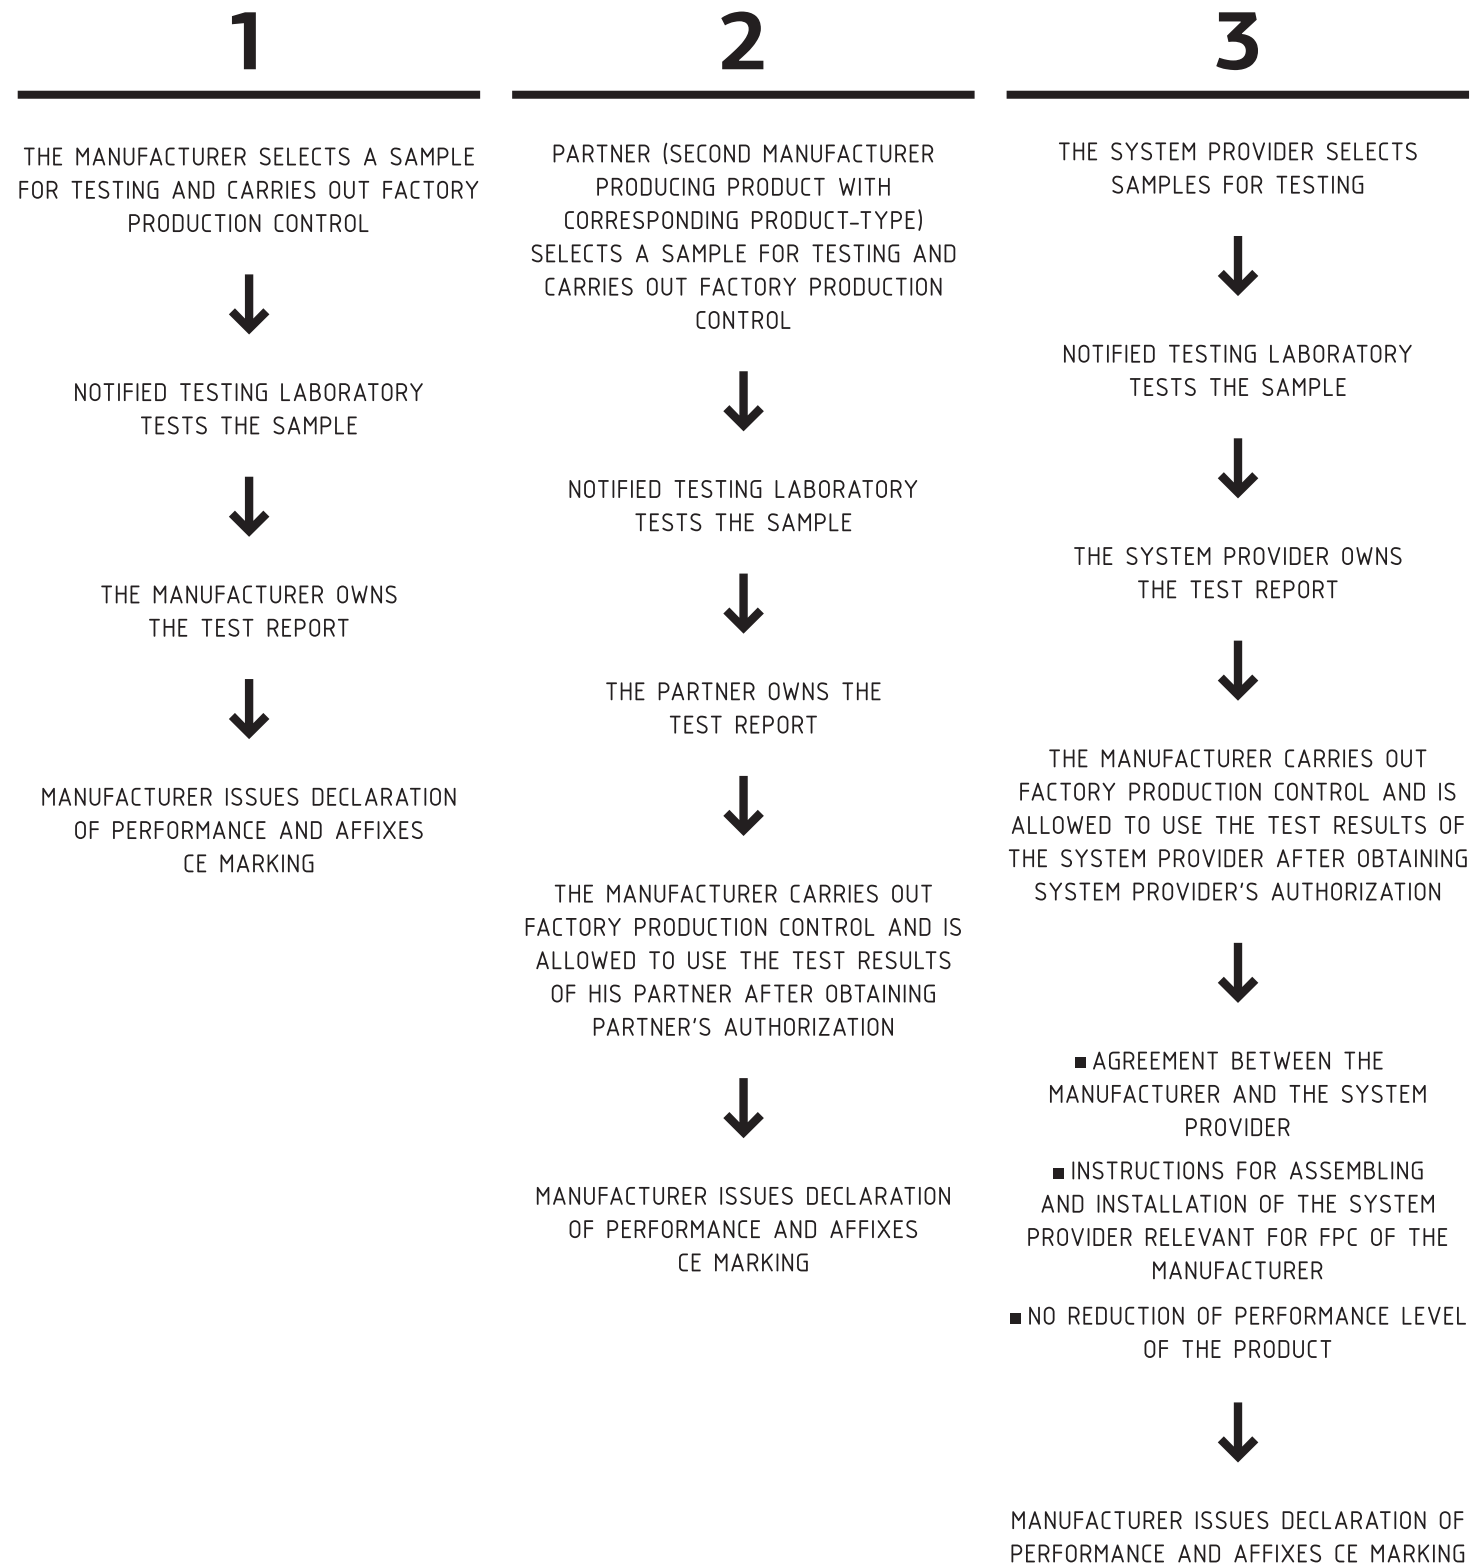 1
THE MANUFACTURER SELECTS A SAMPLE
FOR TESTING AND CARRIES OUT FACTORY
PRODUCTION CONTROL
NOTIFIED TESTING LABORATORY
TESTS THE SAMPLE
THE MANUFACTURER OWNS
THE TEST REPORT
MANUFACTURER ISSUES DECLARATION
OF PERFORMANCE AND AFFIXES
CE MARKING
2
PARTNER (SECOND MANUFACTURER
PRODUCING PRODUCT WITH
CORRESPONDING PRODUCT-TYPE)
SELECTS A SAMPLE FOR TESTING AND
CARRIES OUT FACTORY PRODUCTION
CONTROL
NOTIFIED TESTING LABORATORY
TESTS THE SAMPLE
THE PARTNER OWNS THE
TEST REPORT
THE MANUFACTURER CARRIES OUT
FACTORY PRODUCTION CONTROL AND IS
ALLOWED TO USE THE TEST RESULTS
OF HIS PARTNER AFTER OBTAINING
PARTNER'S AUTHORIZATION
MANUFACTURER ISSUES DECLARATION
OF PERFORMANCE AND AFFIXES
CE MARKING
3
THE SYSTEM PROVIDER SELECTS
SAMPLES FOR TESTING
NOTIFIED TESTING LABORATORY
TESTS THE SAMPLE
THE SYSTEM PROVIDER OWNS
THE TEST REPORT
THE MANUFACTURER CARRIES OUT
FACTORY PRODUCTION CONTROL AND IS
ALLOWED TO USE THE TEST RESULTS OF
THE SYSTEM PROVIDER AFTER OBTAINING
SYSTEM PROVIDER'S AUTHORIZATION
■ AGREEMENT BETWEEN THE
MANUFACTURER AND THE SYSTEM
PROVIDER
■ INSTRUCTIONS FOR ASSEMBLING
AND INSTALLATION OF THE SYSTEM
PROVIDER RELEVANT FOR FPC OF THE
MANUFACTURER
■ NO REDUCTION OF PERFORMANCE LEVEL
OF THE PRODUCT
MANUFACTURER ISSUES DECLARATION OF
PERFORMANCE AND AFFIXES CE MARKING